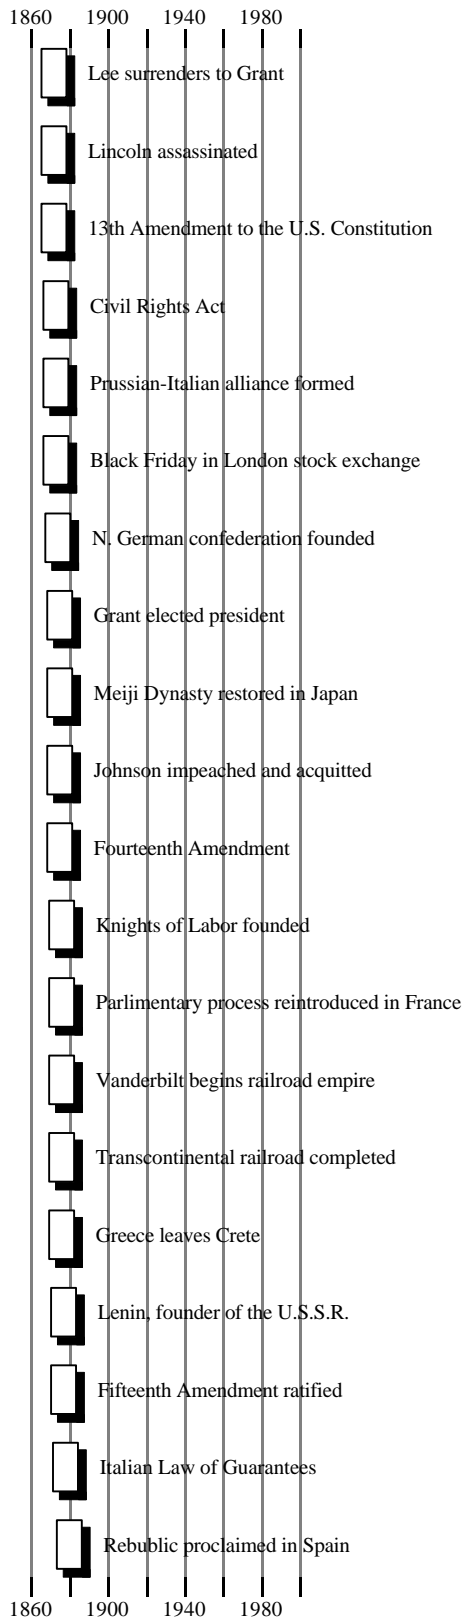 1860 1900 1940 1980
Lee surrenders to Grant
Lincoln assassinated
13th Amendment to the U.S. Constitution
Civil Rights Act
Prussian-Italian alliance formed
Black Friday in London stock exchange
N. German confederation founded
Grant elected president
Meiji Dynasty restored in Japan
Johnson impeached and acquitted
Fourteenth Amendment
Knights of Labor founded
Parlimentary process reintroduced in France
Vanderbilt begins railroad empire
Transcontinental railroad completed
Greece leaves Crete
Lenin, founder of the U.S.S.R.
Fifteenth Amendment ratified
Italian Law of Guarantees
Rebublic proclaimed in Spain
1860 1900 1940 1980